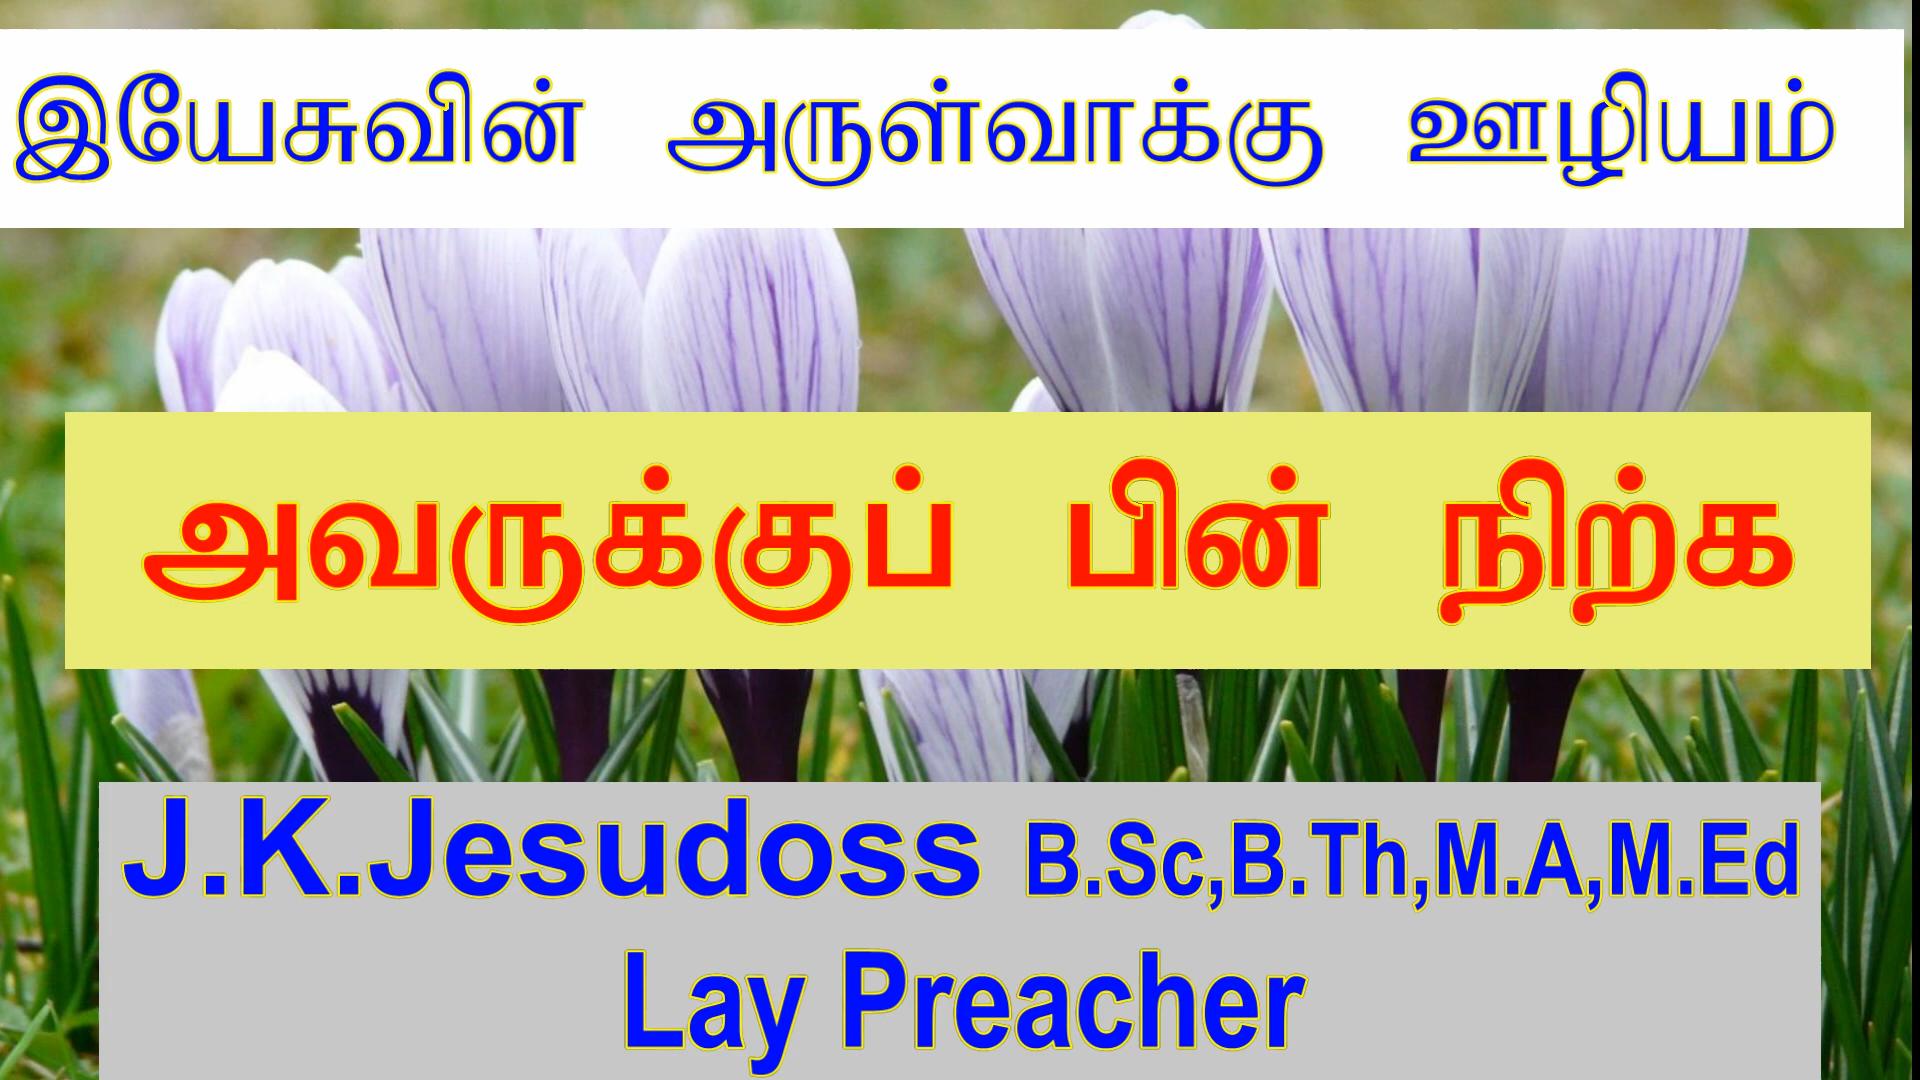 இயேசுவின் அருள்வாக்கு ஊழியம்
அவருக்குப் பின் நிற்க
J.K.Jesudoss B.Sc,B.Th,M.A,M.Ed
Lay Preacher